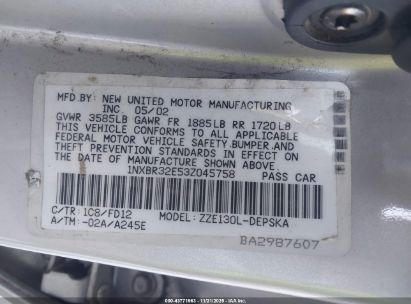 MFD.BY: NEW UNITED MOTOR MANUFACTURING
INC. 05/02
GVWR 3585LB GAWR FR 1885LB RR 1720LB
THIS VEHICLE CONFORMS TO ALL APPLICABLE
FEDERAL MOTOR VEHICLE SAFETY,BUMPER,AND
THEFT PREVENTION STANDARDS IN EFFECT ON
THE DATE OF MANUFACTURE SHOWN ABOVE.
1NXBR32E53Z045758 PASS CAR
C/TR: 1C8/FD12 MODEL: ZZE130L-DEPSKA
A/TM: -02A/A245E
BA2987607